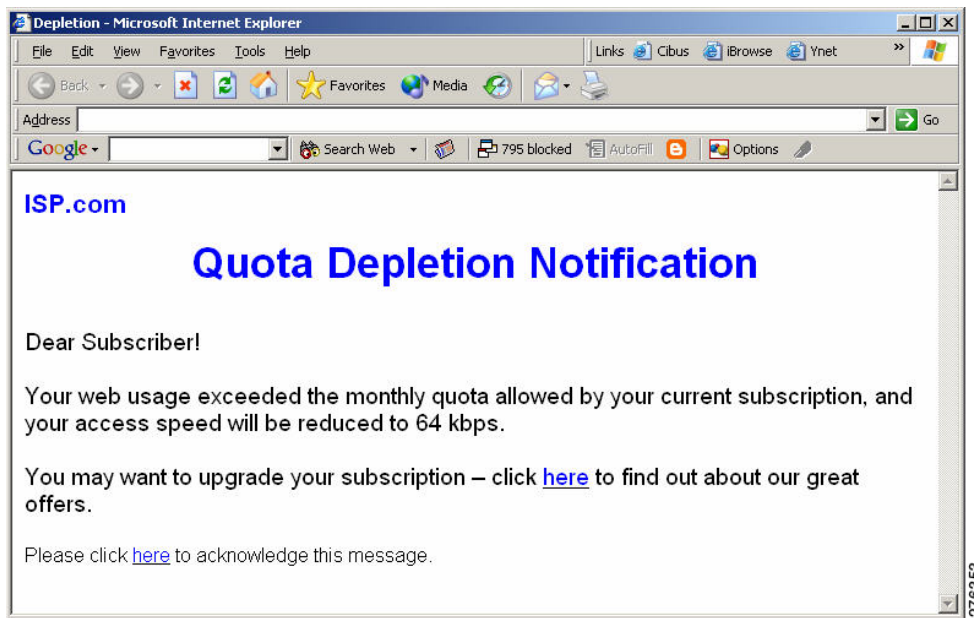 Depletion - Microsoft Internet Explorer
File Edit View Favorites Tools Help Links Cibus iBrowse Ynet »
Back Favorites Media
Address Go
Google Search Web 795 blocked AutoFill Options
ISP.com
Quota Depletion Notification
Dear Subscriber!
Your web usage exceeded the monthly quota allowed by your current subscription, and
your access speed will be reduced to 64 kbps.
You may want to upgrade your subscription – click here to find out about our great
offers.
Please click here to acknowledge this message.
276253